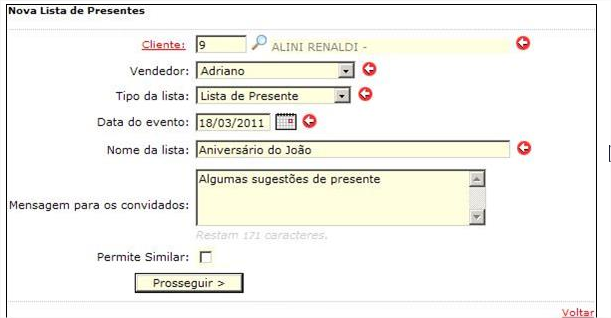 Nova Lista de Presentes
Cliente: 9 ALINI RENALDI -
Vendedor: Adriano
Tipo da lista: Lista de Presente
Data do evento: 18/03/2011
Nome da lista: Aniversário do João
Mensagem para os convidados: Algumas sugestões de presente
Restam 171 caracteres.
Permite Similar:
Prosseguir >
Voltar